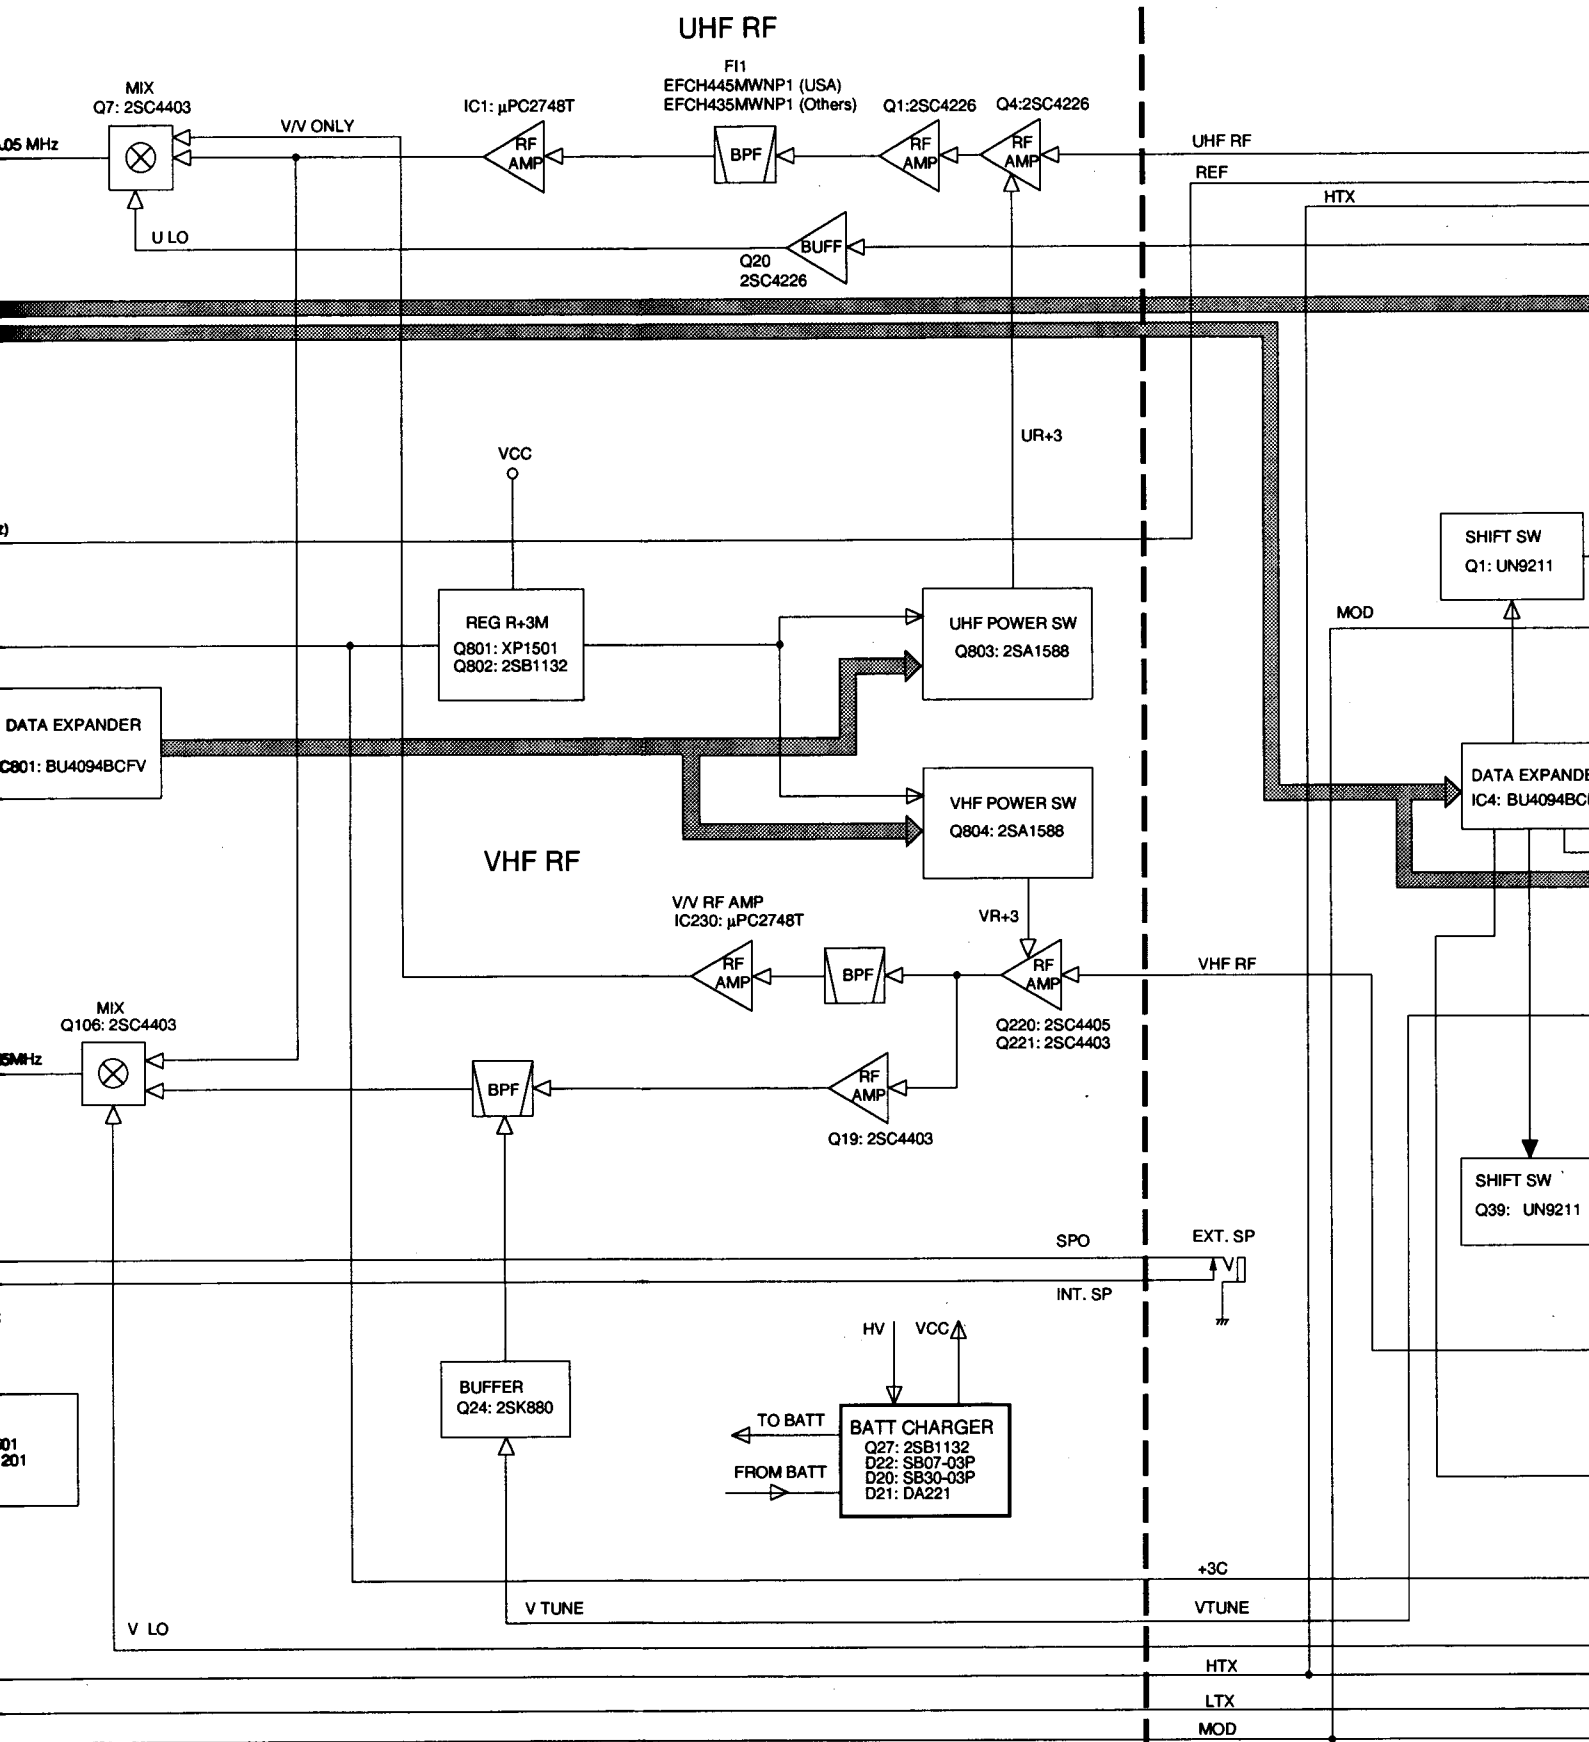 UHF RF
FI1
EFCH445MWNP1 (USA)
EFCH435MWNP1 (Others)
MIX
Q7: 2SC4403
IC1: µPC2748T
Q1:2SC4226
Q4:2SC4226
V/V ONLY
.05 MHz
RF
AMP
BPF
RF
AMP
RF
AMP
UHF RF
REF
HTX
U LO
BUFF
Q20
2SC4226
UR+3
VCC
z)
SHIFT SW
Q1: UN9211
REG R+3M
Q801: XP1501
Q802: 2SB1132
UHF POWER SW
Q803: 2SA1588
MOD
DATA EXPANDER
C801: BU4094BCFV
VHF POWER SW
Q804: 2SA1588
DATA EXPANDE
IC4: BU4094BC
VHF RF
V/V RF AMP
IC230: µPC2748T
VR+3
RF
AMP
BPF
RF
AMP
VHF RF
MIX
Q106: 2SC4403
Q220: 2SC4405
Q221: 2SC4403
5MHz
BPF
RF
AMP
Q19: 2SC4403
SHIFT SW
Q39: UN9211
SPO
EXT. SP
INT. SP
HV
VCC
BUFFER
Q24: 2SK880
TO BATT
FROM BATT
BATT CHARGER
Q27: 2SB1132
D22: SB07-03P
D20: SB30-03P
D21: DA221
01
201
+3C
V TUNE
VTUNE
V LO
HTX
LTX
MOD